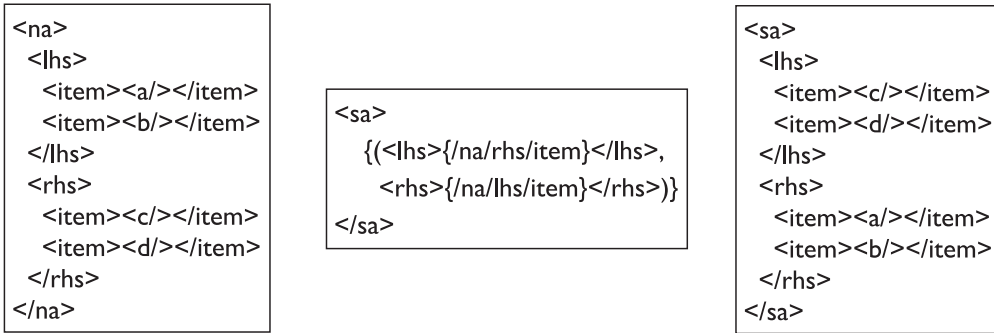 <na>
<lhs>
<item><a/></item>
<item><b/></item>
</lhs>
<rhs>
<item><c/></item>
<item><d/></item>
</rhs>
</na>
<sa>
{(<lhs>{/na/rhs/item}</lhs>,
<rhs>{/na/lhs/item}</rhs>)}
</sa>
<sa>
<lhs>
<item><c/></item>
<item><d/></item>
</lhs>
<rhs>
<item><a/></item>
<item><b/></item>
</rhs>
</sa>